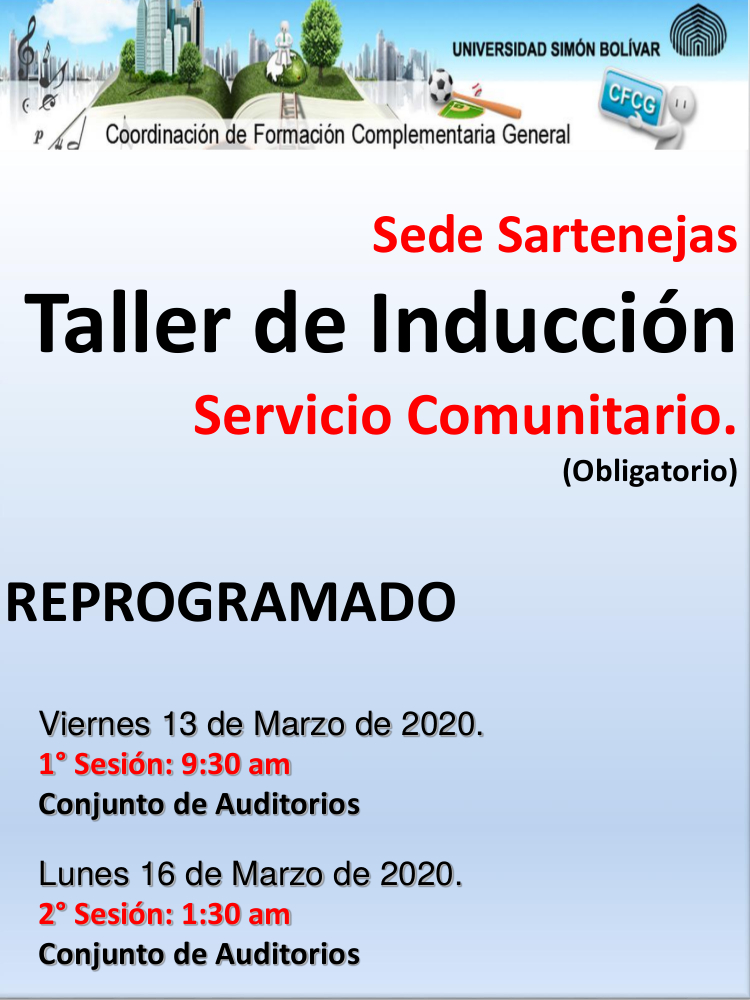 UNIVERSIDAD SIMÓN BOLÍVAR
CFCG
Coordinación de Formación Complementaria General
Sede Sartenejas
Taller de Inducción
Servicio Comunitario.
(Obligatorio)
REPROGRAMADO
Viernes 13 de Marzo de 2020.
1° Sesión: 9:30 am
Conjunto de Auditorios
Lunes 16 de Marzo de 2020.
2° Sesión: 1:30 am
Conjunto de Auditorios